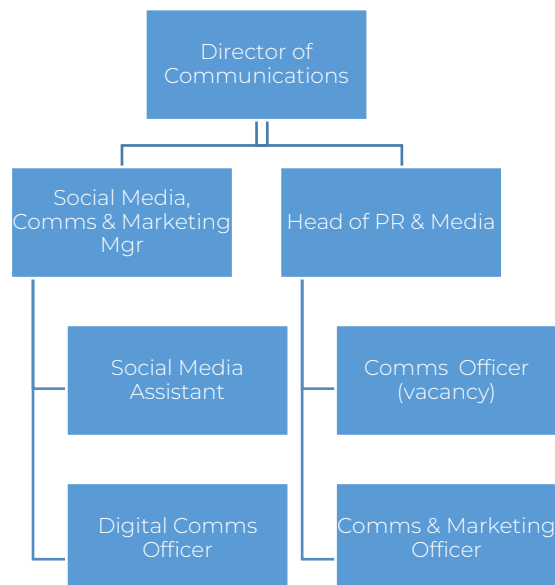 Director of
Communications
Social Media,
Comms & Marketing
Mgr
Head of PR & Media
Social Media
Assistant
Comms Officer
(vacancy)
Digital Comms
Officer
Comms & Marketing
Officer